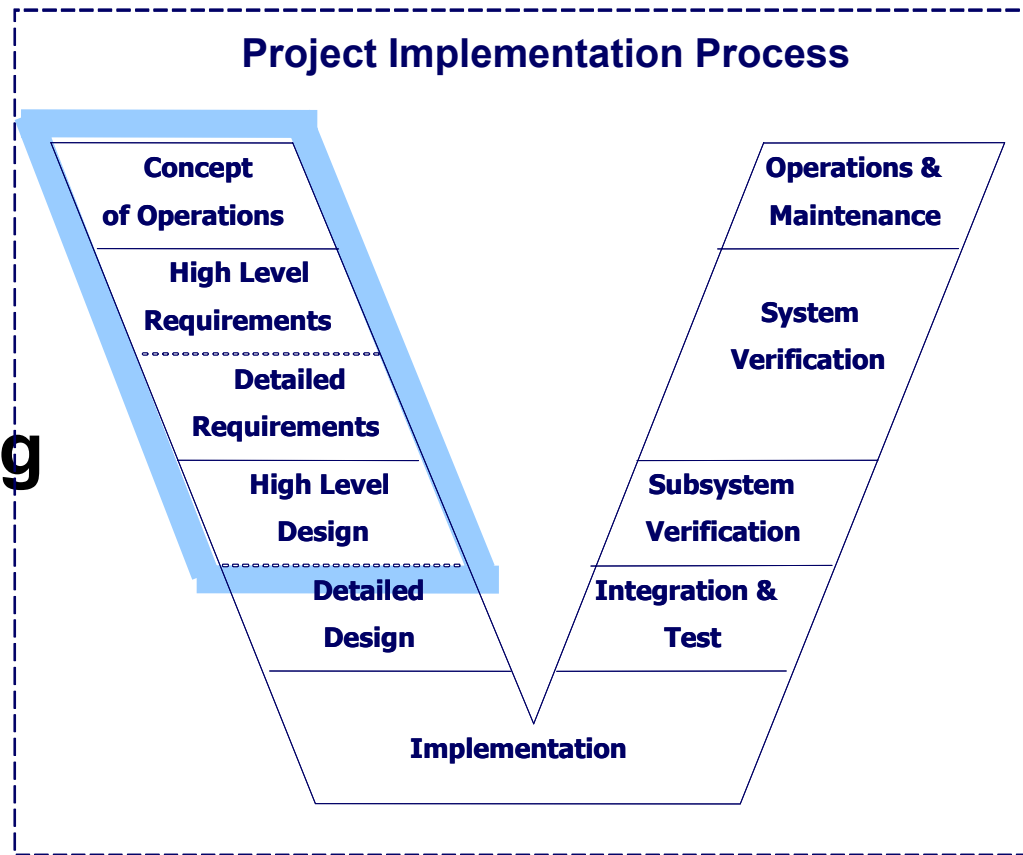 Project Implementation Process
Concept
of Operations
High Level
Requirements
Detailed
Requirements
g
High Level
Design
Detailed
Design
Implementation
Operations &
Maintenance
System
Verification
Subsystem
Verification
Integration &
Test